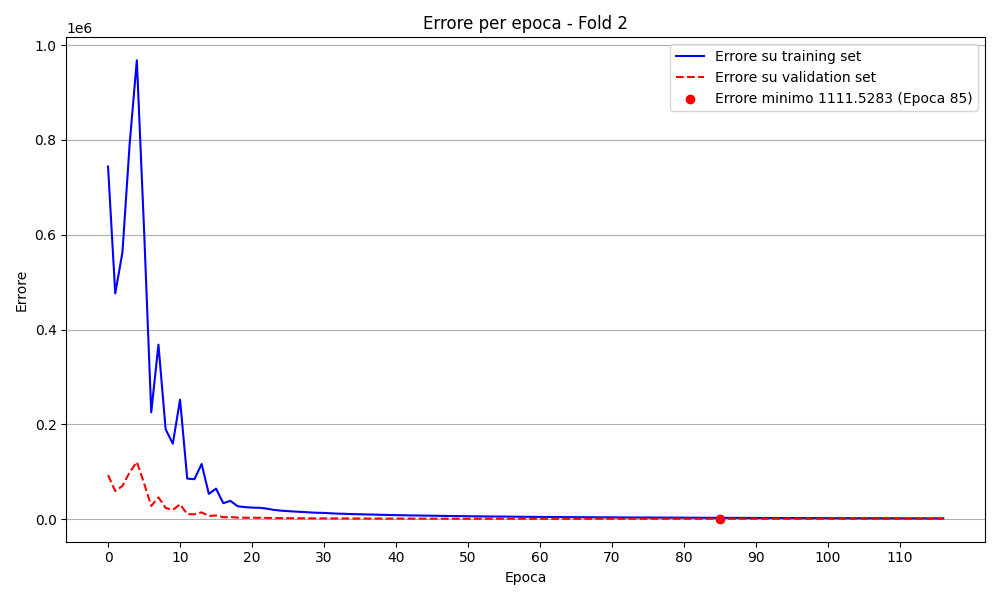 Errore per epoca - Fold 2
1e6
1.0
0.8
0.6
0.4
0.2
0.0
Errore
Errore su training set
Errore su validation set
Errore minimo 1111.5283 (Epoca 85)
0 10 20 30 40 50 60 70 80 90 100 110
Epoca